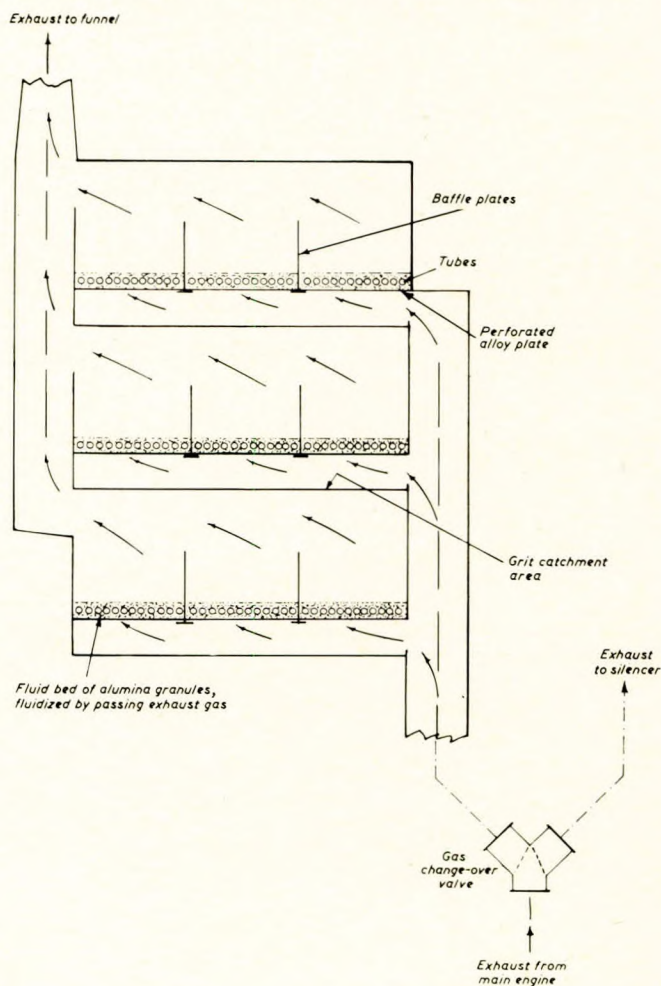 Exhaust to funnel
Baffle plates
Tubes
Perforated
alloy plate
Grit catchment
area
Exhaust
to silencer
Fluid bed of alumina granules,
fluidized by passing exhaust gas
Gas
change-over
valve
Exhaust from
main engine